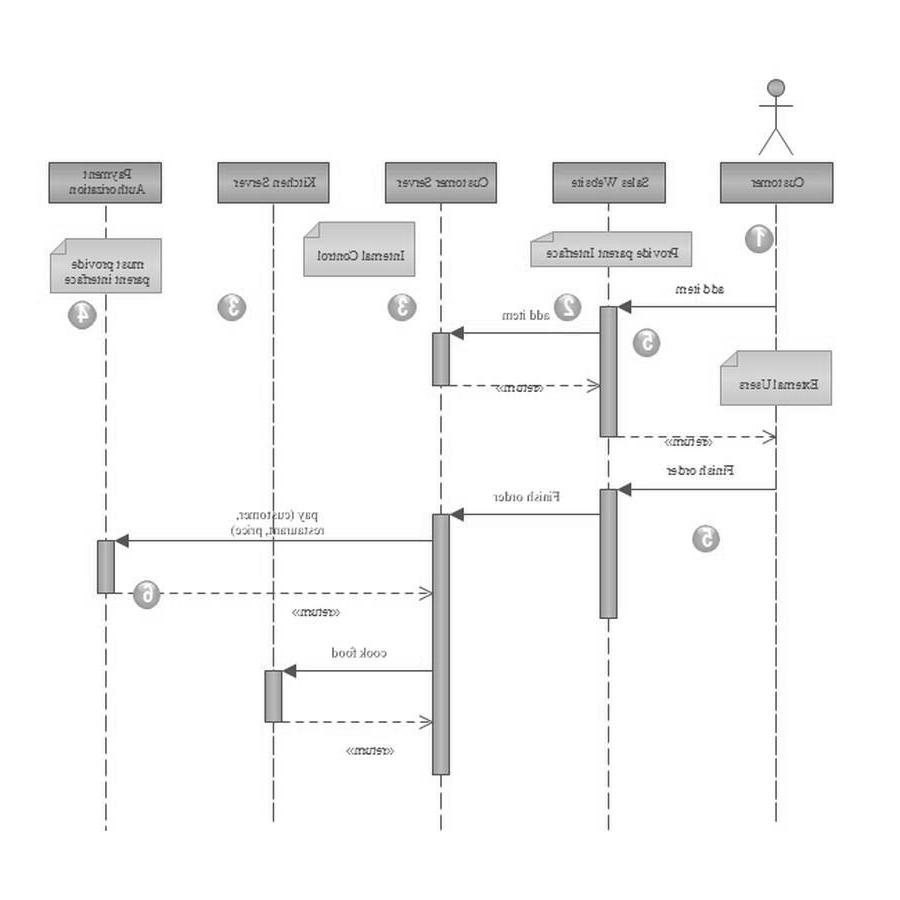 Customer
Sales Website
Customer Server
Kitchen Server
Payment
Authorization
1
Provide parent Interface
Internal Control
must provide
parent interface
add item
2
add item
3
3
4
5
External Users
«return»
«return»
Finish order
Finish order
pay (customer,
restaurant, price)
5
6
«return»
cook food
«return»